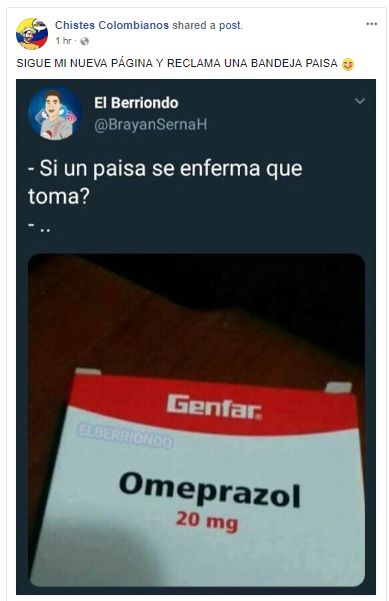 Chistes Colombianos shared a post.
1 hr ·
SIGUE MI NUEVA PÁGINA Y RECLAMA UNA BANDEJA PAISA 😋
El Berriondo
@BrayanSernaH
- Si un paisa se enferma que
toma?
- ..
Genfar®
ELBERRIONDO
Omeprazol
20 mg